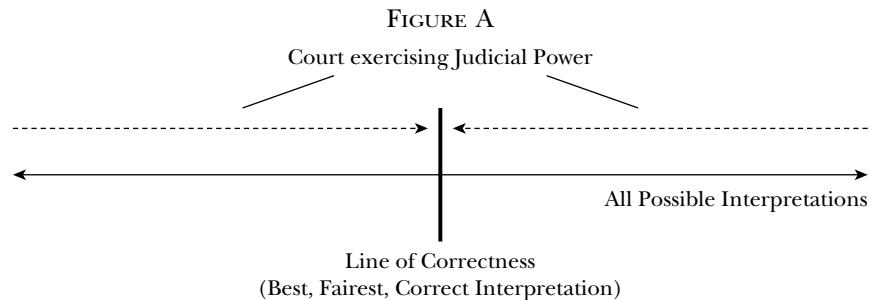 FIGURE A
Court exercising Judicial Power
All Possible Interpretations
Line of Correctness
(Best, Fairest, Correct Interpretation)